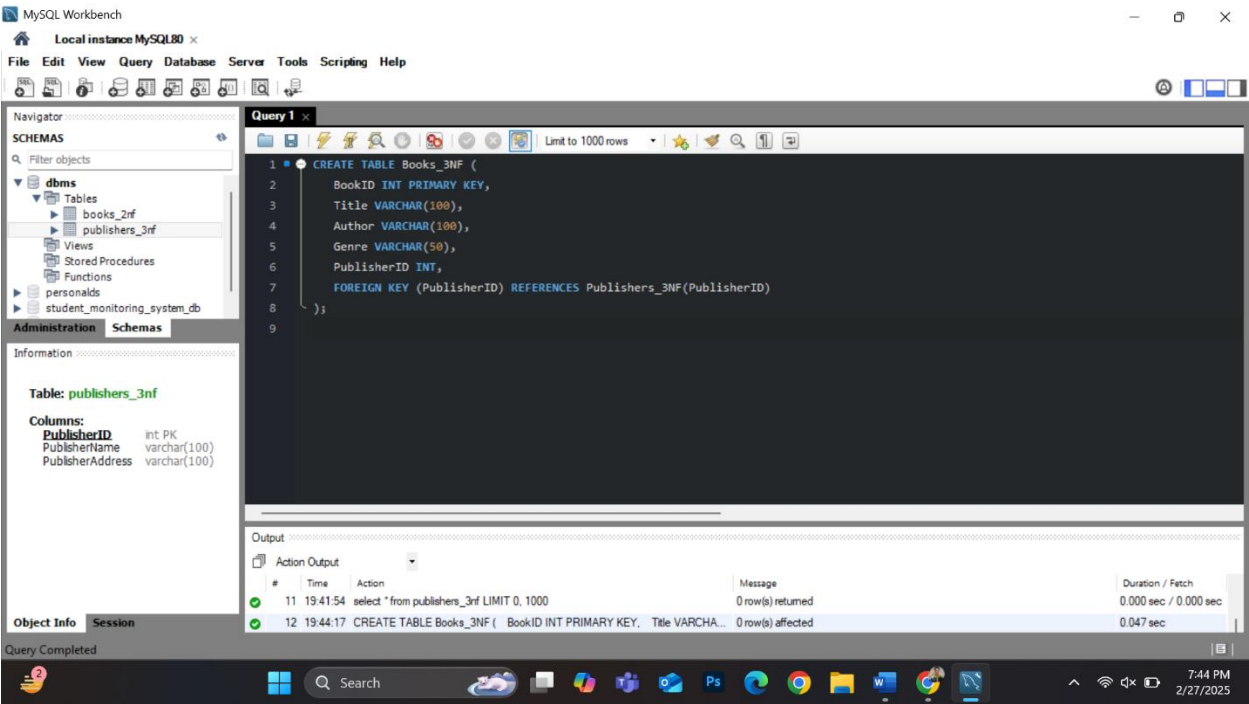 MySQL Workbench
Local instance MySQL80 ×
File Edit View Query Database Server Tools Scripting Help
Navigator
SCHEMAS
Filter objects
dbms
Tables
books_2nf
publishers_3nf
Views
Stored Procedures
Functions
personalds
student_monitoring_system_db
Administration Schemas
Information
Table: publishers_3nf
Columns:
PublisherID int PK
PublisherName varchar(100)
PublisherAddress varchar(100)
Object Info Session
Query 1 ×
Limit to 1000 rows
1 CREATE TABLE Books_3NF (
2 BookID INT PRIMARY KEY,
3 Title VARCHAR(100),
4 Author VARCHAR(100),
5 Genre VARCHAR(50),
6 PublisherID INT,
7 FOREIGN KEY (PublisherID) REFERENCES Publishers_3NF(PublisherID)
8 );
9
Output
Action Output
# Time Action Message Duration / Fetch
11 19:41:54 select * from publishers_3nf LIMIT 0, 1000 0 row(s) returned 0.000 sec / 0.000 sec
12 19:44:17 CREATE TABLE Books_3NF ( BookID INT PRIMARY KEY, Title VARCHA... 0 row(s) affected 0.047 sec
Query Completed
2
Search
Ps
W
7:44 PM
2/27/2025